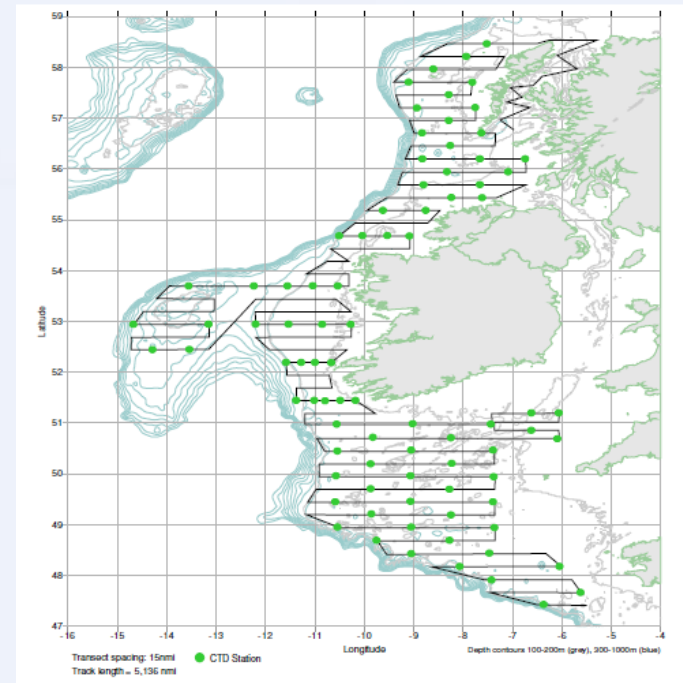 59
58
57
56
55
54
53
52
51
50
49
48
47
Latitude
-16 -15 -14 -13 -12 -11 -10 -9 -8 -7 -6 -5 -4
Longitude
Depth contours 100-200m (grey), 300-1000m (blue)
Transect spacing: 15nmi
CTD Station
Track length = 5,136 nmi